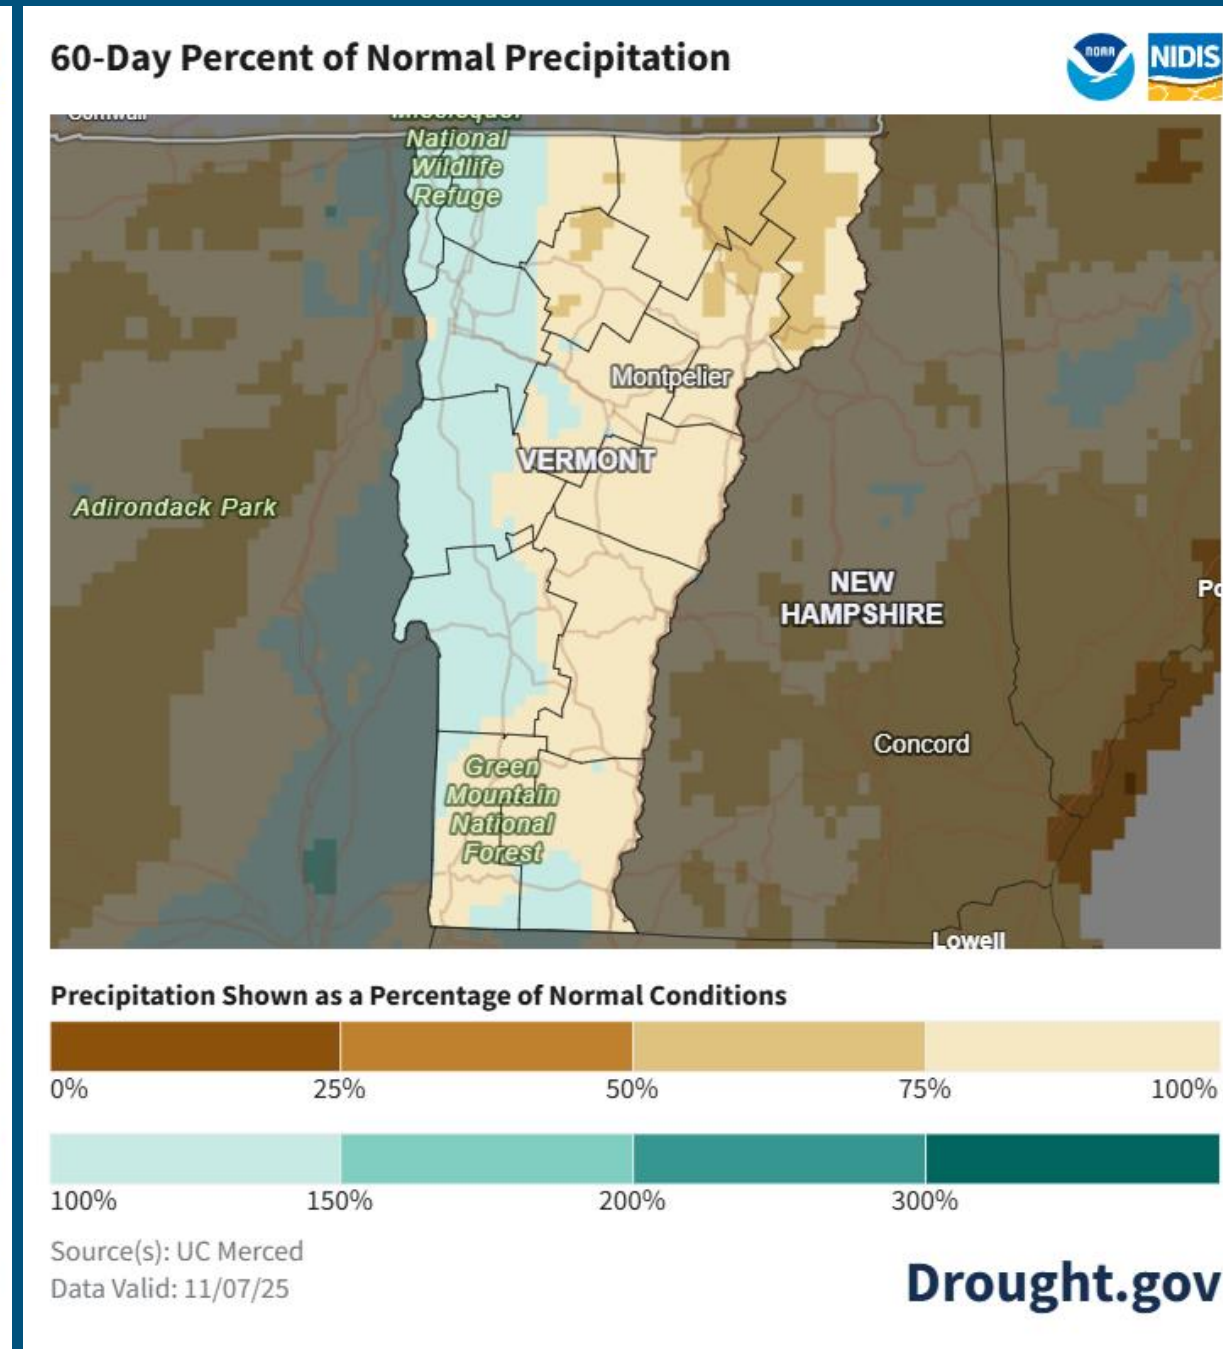 60-Day Percent of Normal Precipitation
NOAA
NIDIS
National
Wildlife
Refuge
Montpelier
VERMONT
Adirondack Park
NEW
HAMPSHIRE
Concord
Green
Mountain
National
Forest
Lowell
Precipitation Shown as a Percentage of Normal Conditions
0% 25% 50% 75% 100%
100% 150% 200% 300%
Source(s): UC Merced
Data Valid: 11/07/25
Drought.gov